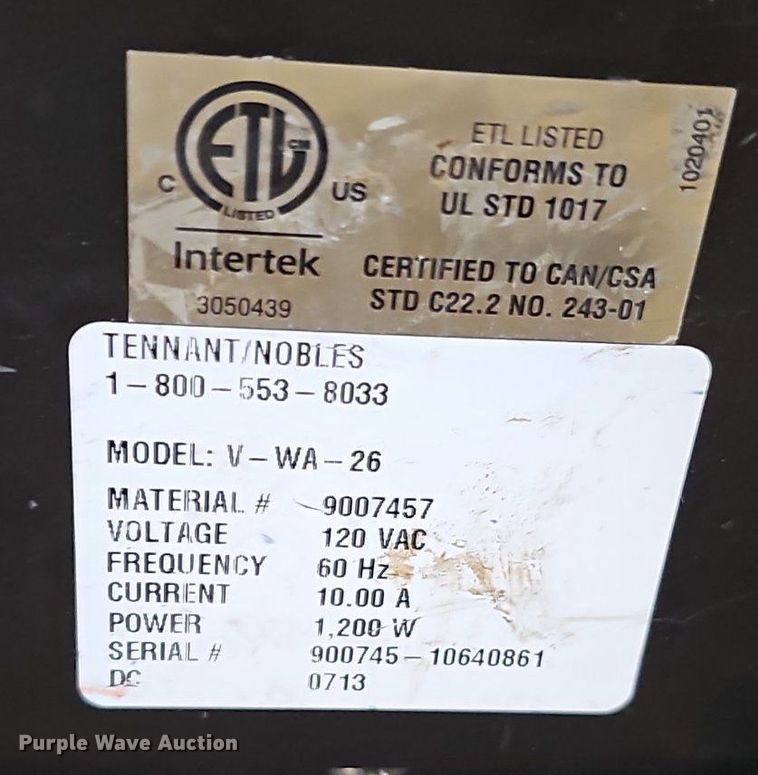 ETL CM
LISTED
C US
Intertek
3050439
ETL LISTED
CONFORMS TO
UL STD 1017
CERTIFIED TO CAN/CSA
STD C22.2 NO. 243-01
1020401
TENNANT/NOBLES
1-800-553-8033
MODEL: V-WA-26
MATERIAL # 9007457
VOLTAGE 120 VAC
FREQUENCY 60 Hz
CURRENT 10.00 A
POWER 1,200 W
SERIAL # 900745-10640861
DC 0713
Purple Wave Auction